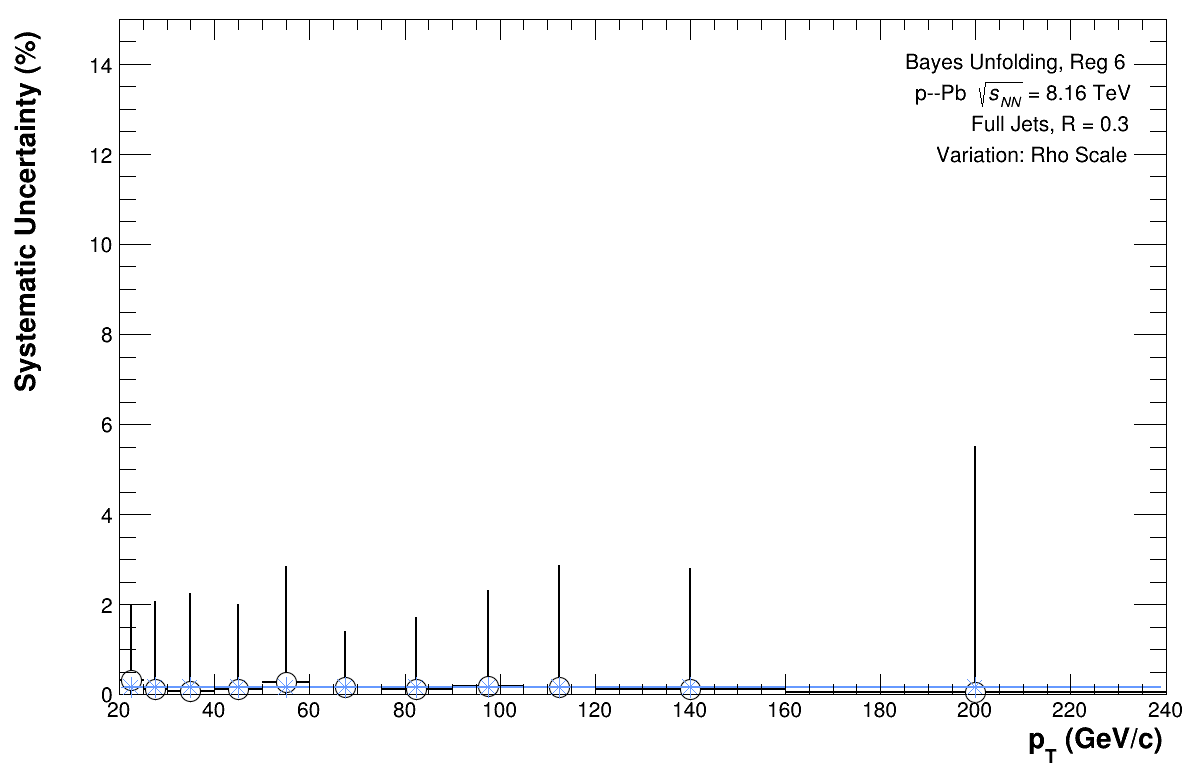 Systematic Uncertainty (%)
14
12
10
8
6
4
2
0
Bayes Unfolding, Reg 6
p--Pb √sNN = 8.16 TeV
Full Jets, R = 0.3
Variation: Rho Scale
20 40 60 80 100 120 140 160 180 200 220 240
pT (GeV/c)